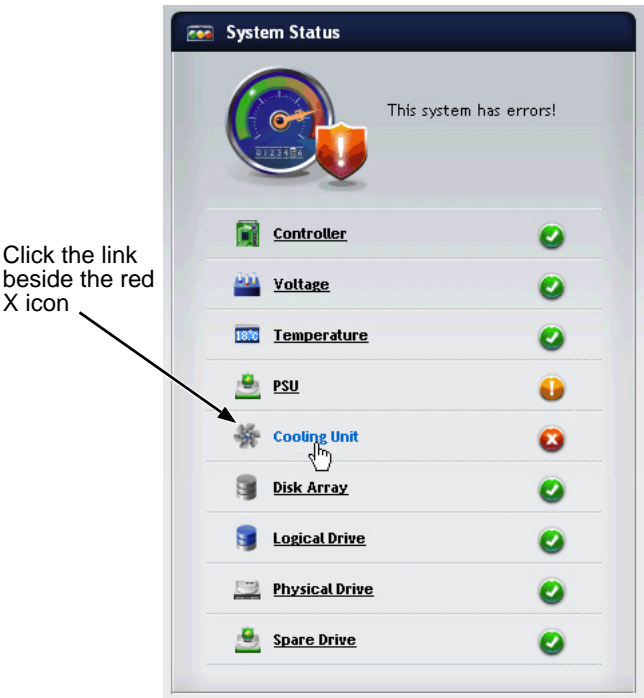 System Status
This system has errors!
0123456
Controller
Click the link
beside the red
X icon
Voltage
18°c
Temperature
PSU
Cooling Unit
Disk Array
Logical Drive
Physical Drive
Spare Drive